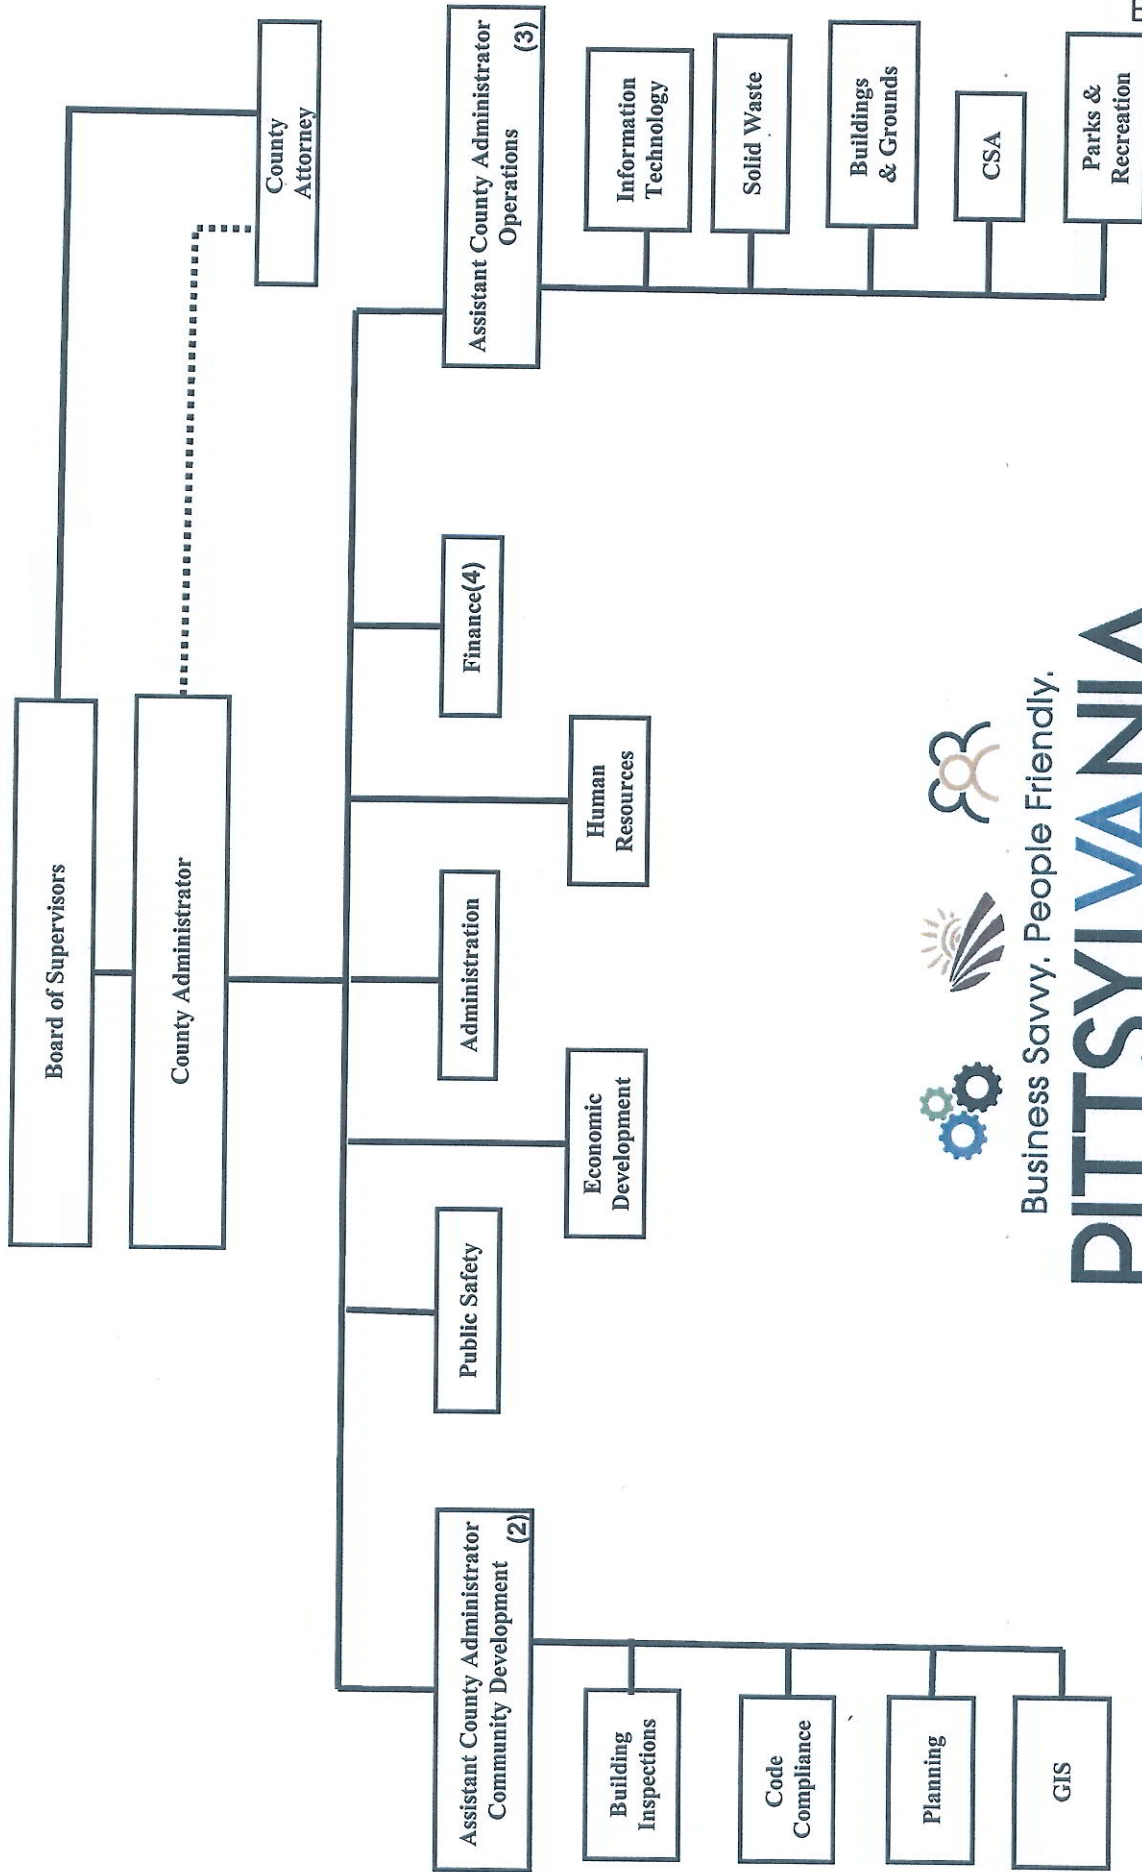 Board of Supervisors
County Administrator
County
Attorney
Assistant County Administrator
Community Development
(2)
Public Safety
Economic
Development
Administration
Human
Resources
Finance(4)
Assistant County Administrator
Operations
(3)
Building
Inspections
Code
Compliance
Planning
GIS
Information
Technology
Solid Waste
Buildings
& Grounds
CSA
Parks &
Recreation
Business Savvy. People Friendly.
PITTSYLVANIA